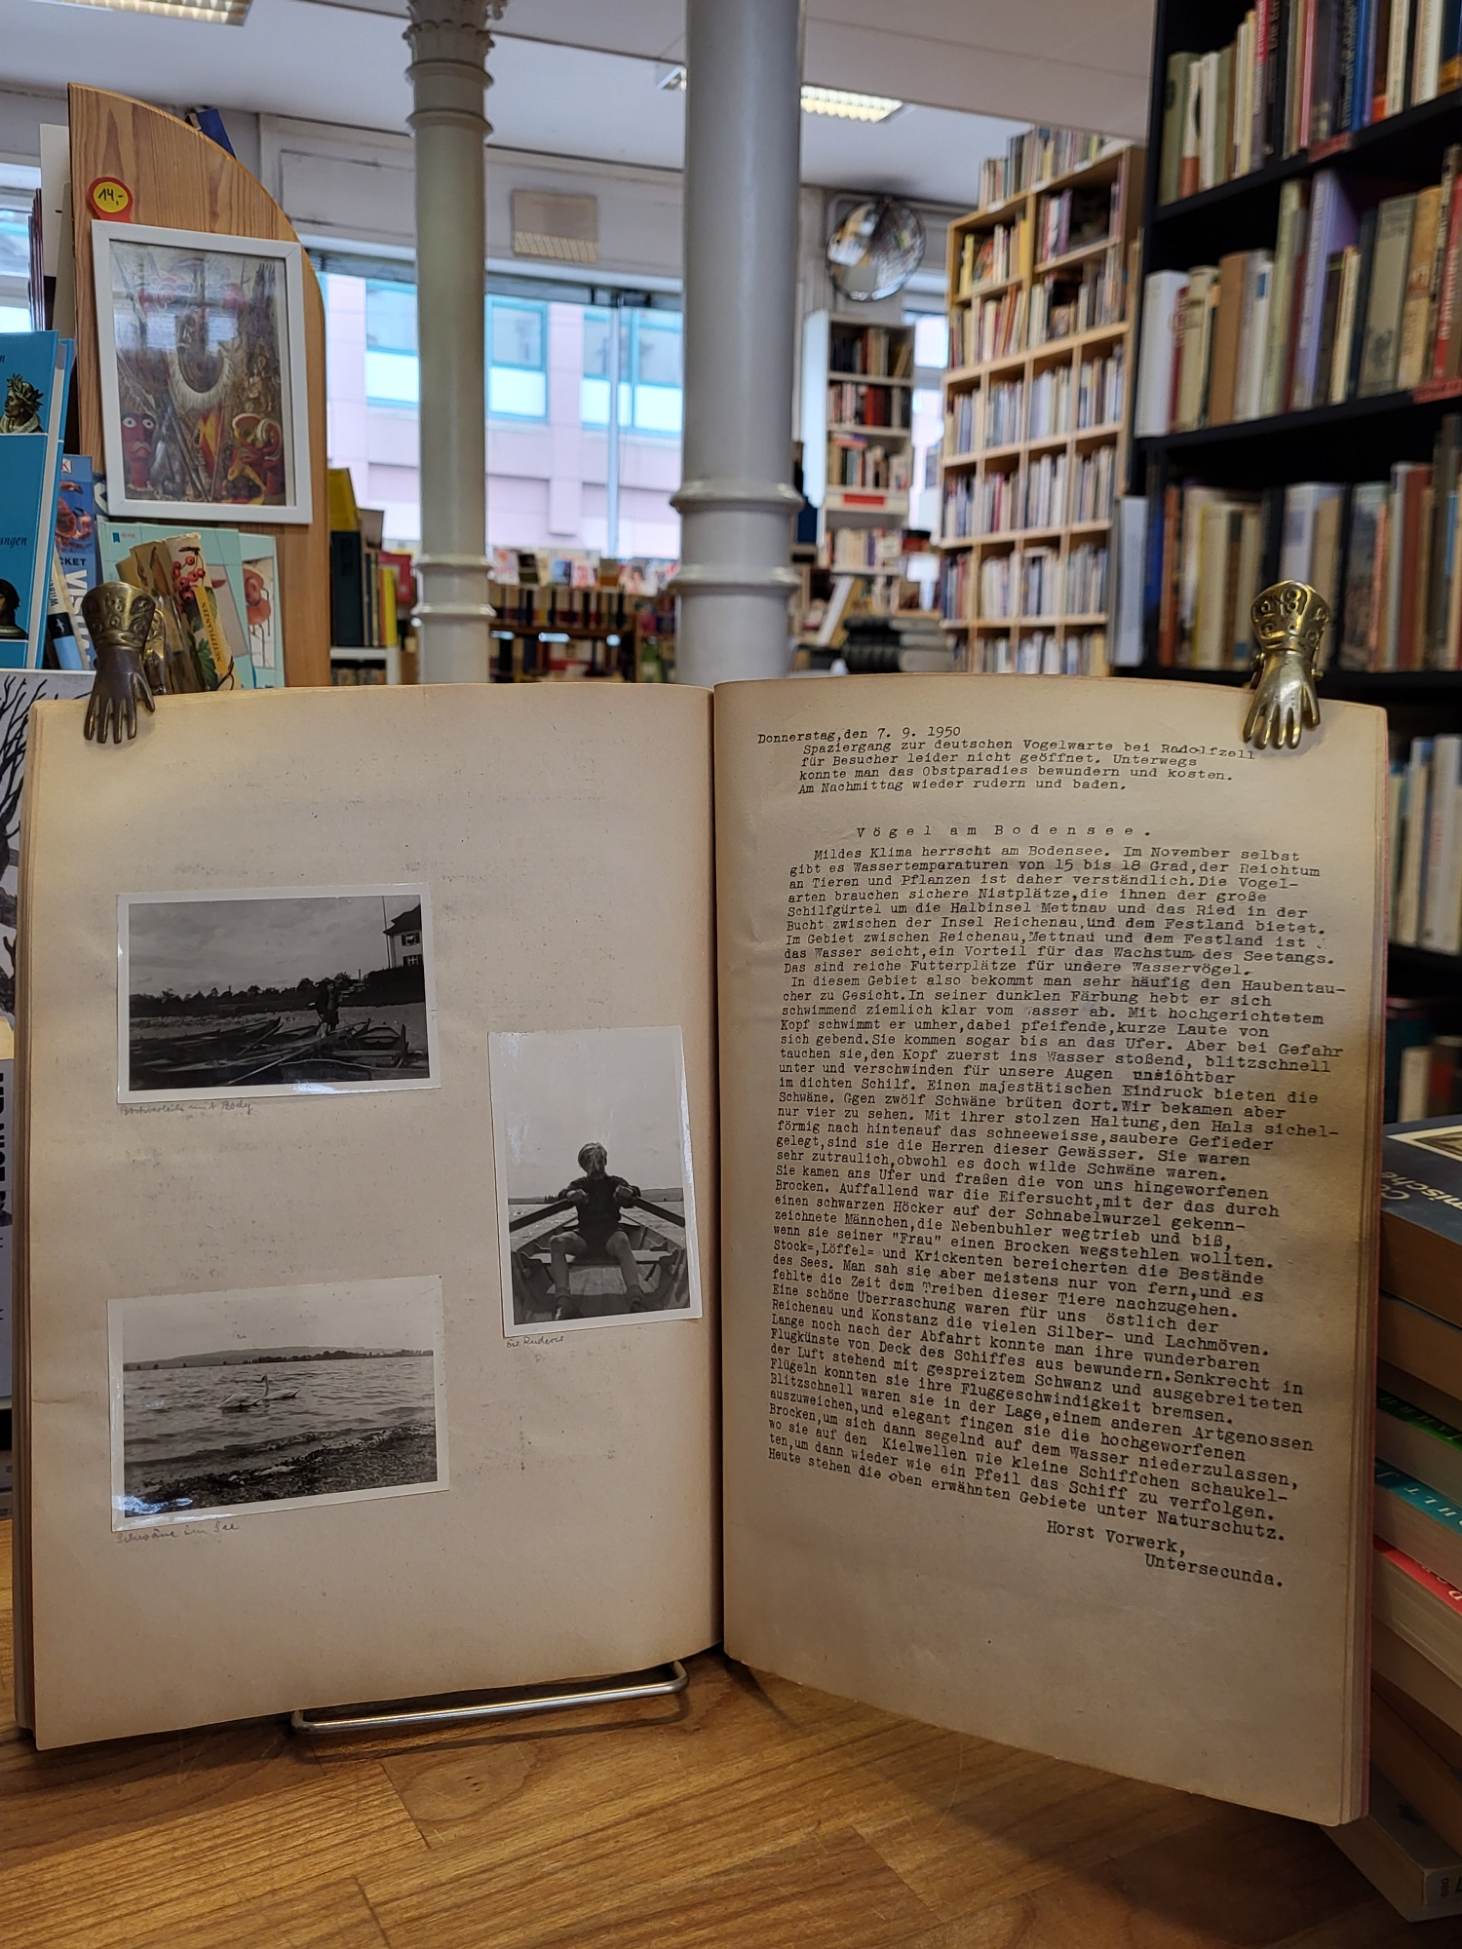 14,-
Donnerstag,den 7. 9. 1950
Spaziergang zur deutschen Vogelwarte bei Radolfzell
für Besucher leider nicht geöffnet. Unterwegs
konnte man das Obstparadies bewundern und kosten.
Am Nachmittag wieder rudern und baden.
Vögel am Bodensee.
Mildes Klima herrscht am Bodensee. Im November selbst
gibt es Wassertemparaturen von 15 bis 18 Grad,der Reichtum
an Tieren und Pflanzen ist daher verständlich.Die Vogel-
arten brauchen sichere Nistplätze,die ihnen der große
Schilfgürtel um die Halbinsel Mettnau und das Ried in der
Bucht zwischen der Insel Reichenau,und dem Festland bietet.
Im Gebiet zwischen Reichenau,Mettnau und dem Festland ist
das Wasser seicht,ein Vorteil für das Wachstum des Seetangs.
Das sind reiche Futterplätze für undere Wasservögel.
In diesem Gebiet also bekommt man sehr häufig den Haubentau-
cher zu Gesicht.In seiner dunklen Färbung hebt er sich
schwimmend ziemlich klar vom Wasser ab. Mit hochgerichtetem
Kopf schwimmt er umher,dabei pfeifende,kurze Laute von
sich gebend.Sie kommen sogar bis an das Ufer. Aber bei Gefahr
tauchen sie,den Kopf zuerst ins Wasser stoßend, blitzschnell
unter und verschwinden für unsere Augen unsichtbar
im dichten Schilf. Einen majestätischen Eindruck bieten die
Schwäne. Ggen zwölf Schwäne brüten dort.Wir bekamen aber
nur vier zu sehen. Mit ihrer stolzen Haltung,den Hals sichel-
förmig nach hintenauf das schneeweisse,saubere Gefieder
gelegt,sind sie die Herren dieser Gewässer. Sie waren
sehr zutraulich,obwohl es doch wilde Schwäne waren.
Sie kamen ans Ufer und fraßen die von uns hingeworfenen
Brocken. Auffallend war die Eifersucht,mit der das durch
einen schwarzen Höcker auf der Schnabelwurzel gekenn-
zeichnete Männchen,die Nebenbuhler wegtrieb und biß,
wenn sie seiner "Frau" einen Brocken wegstehlen wollten.
Stock=,Löffel= und Krickenten bereicherten die Bestände
des Sees. Man sah sie aber meistens nur von fern,und es
fehlte die Zeit dem Treiben dieser Tiere nachzugehen.
Eine schöne Überraschung waren für uns östlich der
Reichenau und Konstanz die vielen Silber- und Lachmöven.
Lange noch nach der Abfahrt konnte man ihre wunderbaren
Flugkünste von Deck des Schiffes aus bewundern.Senkrecht in
der Luft stehend mit gespreiztem Schwanz und ausgebreiteten
Flügeln konnten sie ihre Fluggeschwindigkeit bremsen.
Blitzschnell waren sie in der Lage,einem anderen Artgenossen
auszuweichen,und elegant fingen sie die hochgeworfenen
Brocken,um sich dann segelnd auf dem Wasser niederzulassen,
wo sie auf den Kielwellen wie kleine Schiffchen schaukel-
ten,um dann wieder wie ein Pfeil das Schiff zu verfolgen.
Heute stehen die oben erwähnten Gebiete unter Naturschutz.
Horst Vorwerk,
Untersecunda.
Schwäne im See